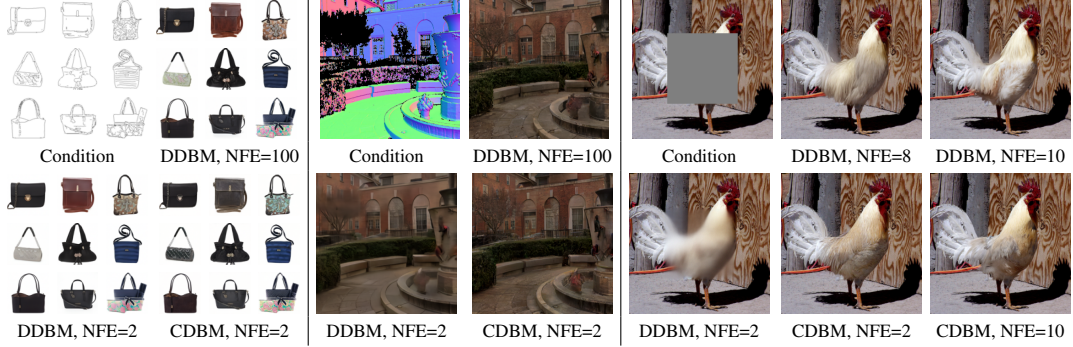 Condition
DDBM, NFE=100
Condition
DDBM, NFE=100
Condition
DDBM, NFE=8
DDBM, NFE=10
DDBM, NFE=2
CDBM, NFE=2
DDBM, NFE=2
CDBM, NFE=2
DDBM, NFE=2
CDBM, NFE=2
CDBM, NFE=10